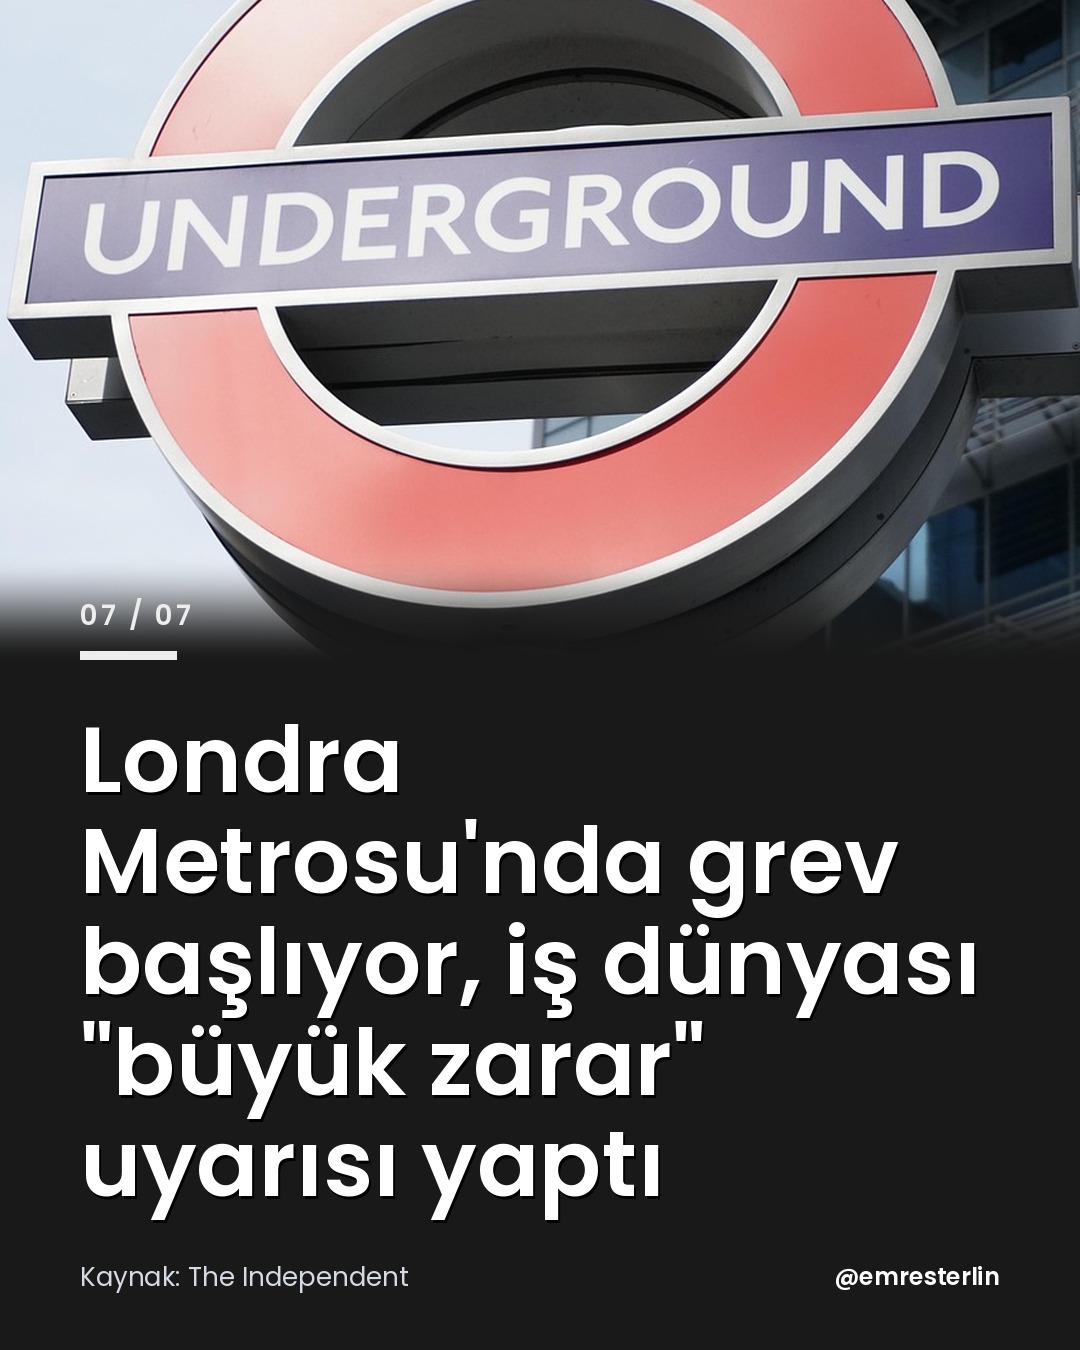 UNDERGROUND
07 / 07
Londra
Metrosu'nda grev
başlıyor, iş dünyası
"büyük zarar"
uyarısı yaptı
Kaynak: The Independent
@emresterlin